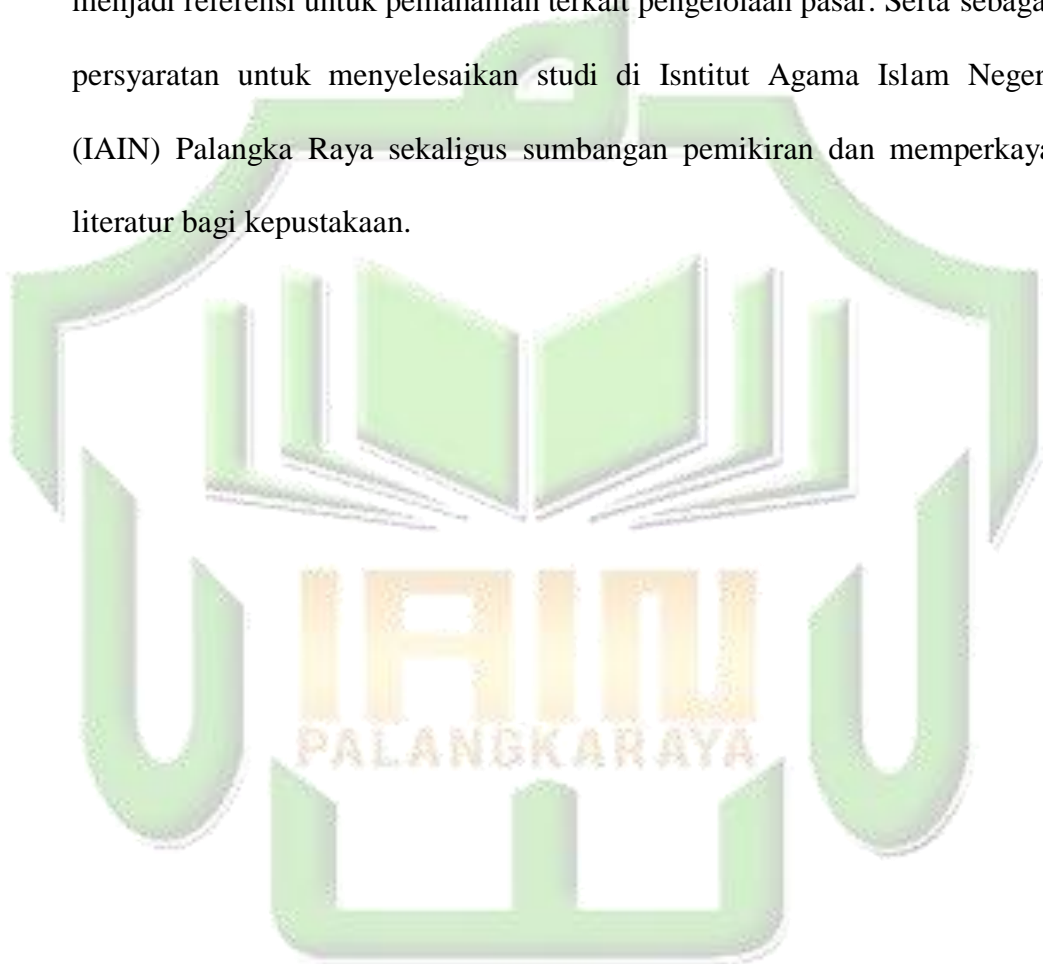 menjadi referensi untuk pemahaman terkait pengelolaan pasar. Serta sebaga
persyaratan untuk menyelesaikan studi di Isntitut Agama Islam Neger
(IAIN) Palangka Raya sekaligus sumbangan pemikiran dan memperkaya
literatur bagi kepustakaan.
IAIN
PALANGKARAYA